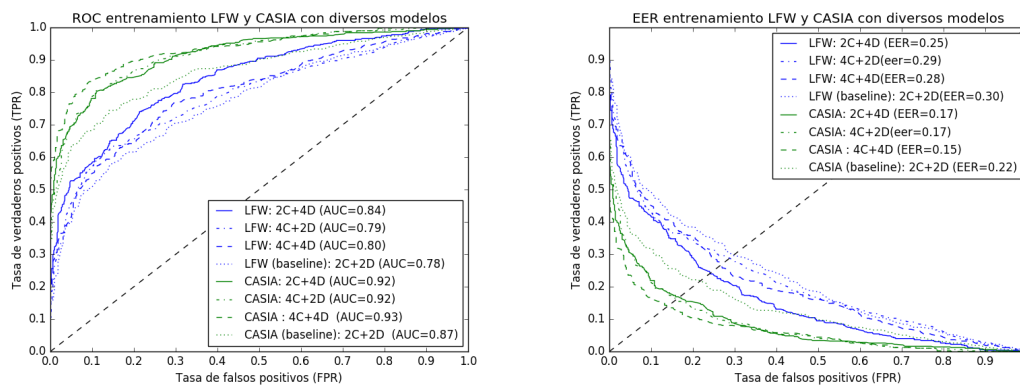 ROC entrenamiento LFW y CASIA con diversos modelos
Tasa de verdaderos positivos (TPR)
1.0
0.9
0.8
0.7
0.6
0.5
0.4
0.3
0.2
0.1
0.0
LFW: 2C+4D (AUC=0.84)
LFW: 4C+2D (AUC=0.79)
LFW: 4C+4D (AUC=0.80)
LFW (baseline): 2C+2D (AUC=0.78)
CASIA: 2C+4D (AUC=0.92)
CASIA: 4C+2D (AUC=0.92)
CASIA : 4C+4D (AUC=0.93)
CASIA (baseline): 2C+2D (AUC=0.87)
0.0 0.1 0.2 0.3 0.4 0.5 0.6 0.7 0.8 0.9 1.0
Tasa de falsos positivos (FPR)
EER entrenamiento LFW y CASIA con diversos modelos
Tasa de verdaderos positivos (TPR)
1.0
0.9
0.8
0.7
0.6
0.5
0.4
0.3
0.2
0.1
0.0
LFW: 2C+4D (EER=0.25)
LFW: 4C+2D(eer=0.29)
LFW: 4C+4D(EER=0.28)
LFW (baseline): 2C+2D(EER=0.30)
CASIA: 2C+4D (EER=0.17)
CASIA: 4C+2D(eer=0.17)
CASIA : 4C+4D (EER=0.15)
CASIA (baseline): 2C+2D (EER=0.22)
0.0 0.1 0.2 0.3 0.4 0.5 0.6 0.7 0.8 0.9 1.0
Tasa de falsos positivos (FPR)